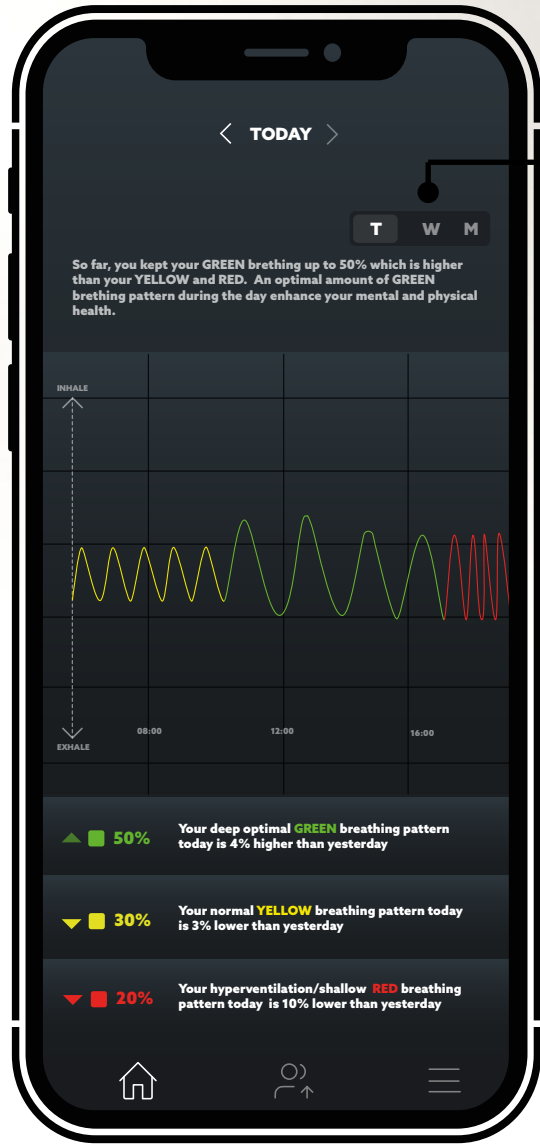 TODAY
T W M
So far, you kept your GREEN brething up to 50% which is higher
than your YELLOW and RED. An optimal amount of GREEN
brething pattern during the day enhance your mental and physical
health.
INHALE
08:00 12:00 16:00
EXHALE
50% Your deep optimal GREEN breathing pattern
today is 4% higher than yesterday
30% Your normal YELLOW breathing pattern today
is 3% lower than yesterday
20% Your hyperventilation/shallow RED breathing
pattern today is 10% lower than yesterday